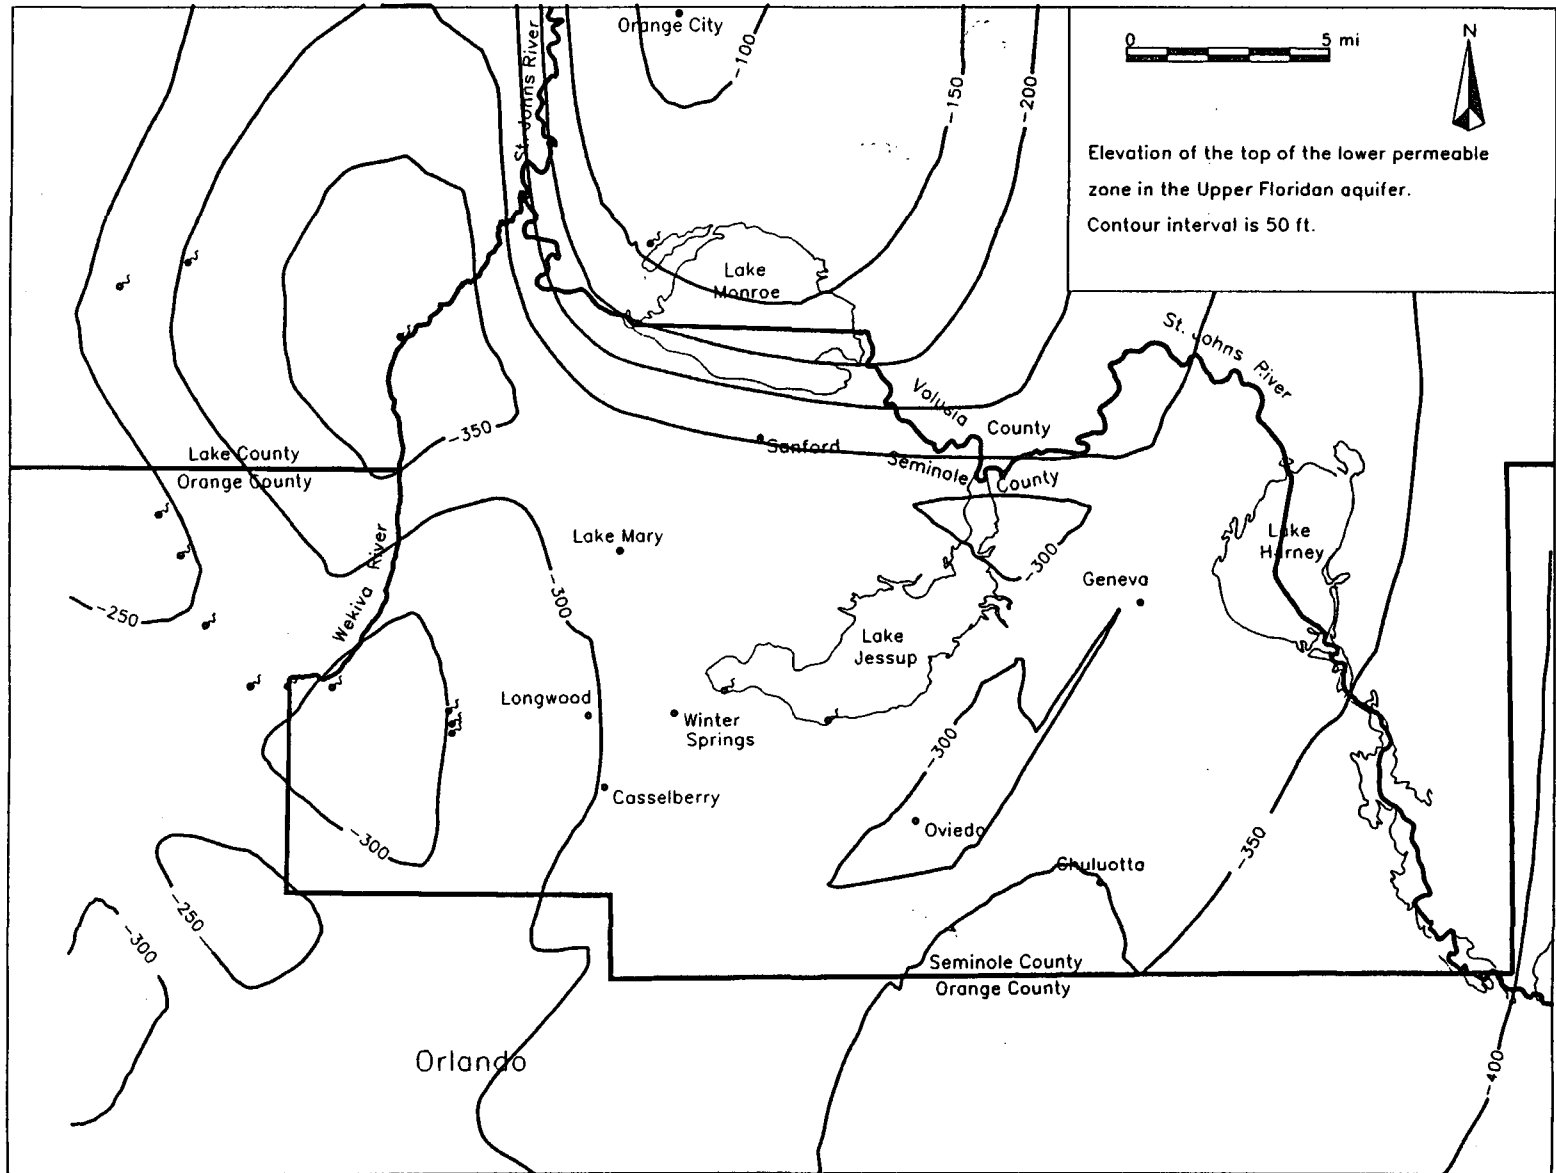 Orange City
St. Johns River
-100
-150
-200
0 5 mi
N
Elevation of the top of the lower permeable
zone in the Upper Floridan aquifer.
Contour interval is 50 ft.
Lake
Monroe
St. Johns River
Volusia County
-350
Sanford
Seminole County
Lake County
Orange County
Lake Mary
Lake
Harney
-300
Geneva
-250
-300
Wekiva River
Lake
Jessup
Longwood
Winter
Springs
-300
Casselberry
Oviedo
-300
-350
Chuluotta
-250
-300
Seminole County
Orange County
Orlando
-400